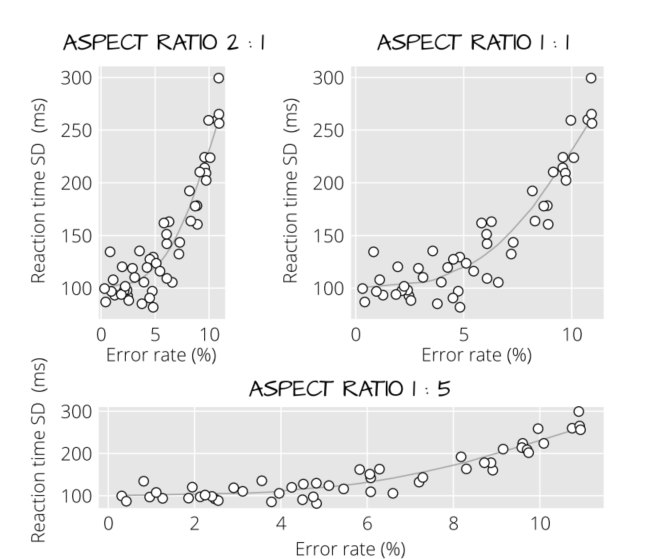 ASPECT RATIO 2 : 1
ASPECT RATIO 1 : 1
300
250
200
150
100
Reaction time SD (ms)
0 5 10
Error rate (%)
300
250
200
150
100
Reaction time SD (ms)
0 5 10
Error rate (%)
ASPECT RATIO 1 : 5
300
200
100
Reaction time SD (ms)
0 2 4 6 8 10
Error rate (%)